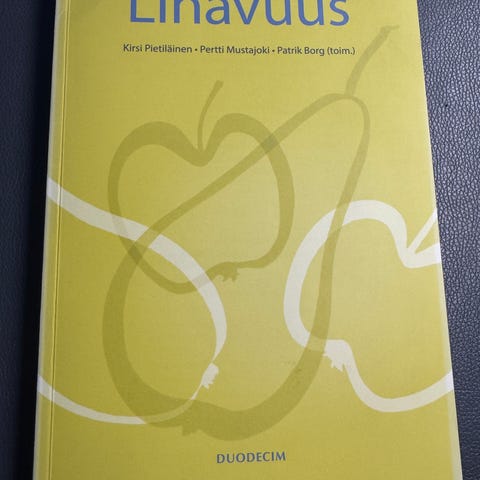 Lihavuus
Kirsi Pietiläinen • Pertti Mustajoki • Patrik Borg (toim.)
DUODECIM